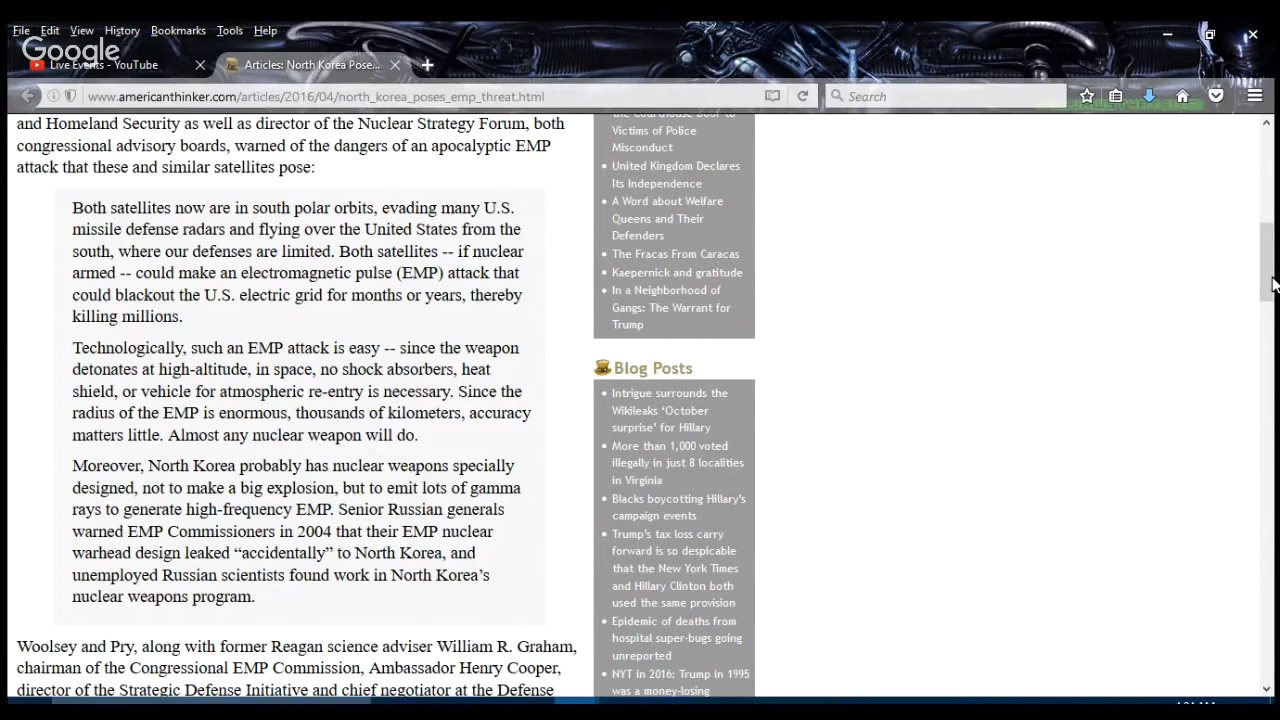 File Edit View History Bookmarks Tools Help
Google
Live Events - YouTube
Articles: North Korea Pose...
www.americanthinker.com/articles/2016/04/north_korea_poses_emp_threat.html
Search
and Homeland Security as well as director of the Nuclear Strategy Forum, both
congressional advisory boards, warned of the dangers of an apocalyptic EMP
attack that these and similar satellites pose:
Both satellites now are in south polar orbits, evading many U.S.
missile defense radars and flying over the United States from the
south, where our defenses are limited. Both satellites -- if nuclear
armed -- could make an electromagnetic pulse (EMP) attack that
could blackout the U.S. electric grid for months or years, thereby
killing millions.
Technologically, such an EMP attack is easy -- since the weapon
detonates at high-altitude, in space, no shock absorbers, heat
shield, or vehicle for atmospheric re-entry is necessary. Since the
radius of the EMP is enormous, thousands of kilometers, accuracy
matters little. Almost any nuclear weapon will do.
Moreover, North Korea probably has nuclear weapons specially
designed, not to make a big explosion, but to emit lots of gamma
rays to generate high-frequency EMP. Senior Russian generals
warned EMP Commissioners in 2004 that their EMP nuclear
warhead design leaked “accidentally” to North Korea, and
unemployed Russian scientists found work in North Korea’s
nuclear weapons program.
Woolsey and Pry, along with former Reagan science adviser William R. Graham,
chairman of the Congressional EMP Commission, Ambassador Henry Cooper,
director of the Strategic Defense Initiative and chief negotiator at the Defense
the Courthouse Door to
Victims of Police
Misconduct
United Kingdom Declares
Its Independence
A Word about Welfare
Queens and Their
Defenders
The Fracas From Caracas
Kaepernick and gratitude
In a Neighborhood of
Gangs: The Warrant for
Trump
Blog Posts
Intrigue surrounds the
Wikileaks ‘October
surprise’ for Hillary
More than 1,000 voted
illegally in just 8 localities
in Virginia
Blacks boycotting Hillary’s
campaign events
Trump’s tax loss carry
forward is so despicable
that the New York Times
and Hillary Clinton both
used the same provision
Epidemic of deaths from
hospital super-bugs going
unreported
NYT in 2016: Trump in 1995
was a money-losing